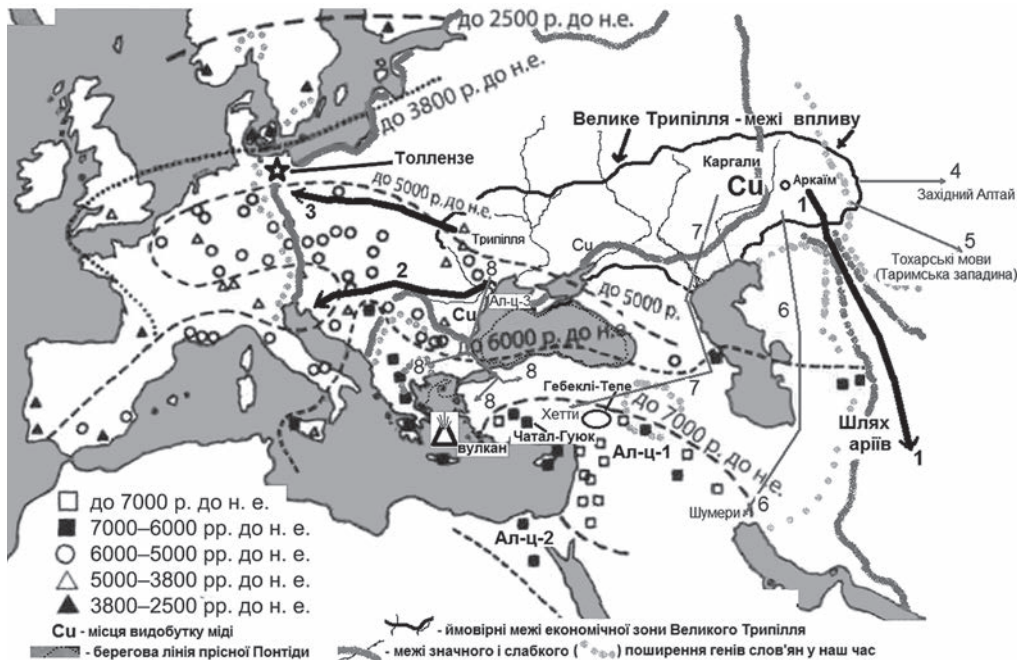 до 2500 р. до н.е.
до 3800 р. до н.е.
Велике Трипілля - межі впливу
Толлензе
Каргали
Cu
Аркаїм
1
4
Західний Алтай
до 5000 р. до н.е.
3
Трипілля
7
5
Тохарські мови
(Таримська западина)
Cu
2
8
Ал-ц-3
Cu
до 5000 р.
6
до 6000 р. до н.е.
8
8
8
7
Гебеклі-Тепе
Хетти
до 7000 р. до н.е.
вулкан
Чатал-Гуюк
Ал-ц-1
Шлях
аріїв
1
Шумери
6
Ал-ц-2
до 7000 р. до н. е.
7000–6000 рр. до н. е.
6000–5000 рр. до н. е.
5000–3800 рр. до н. е.
3800–2500 рр. до н. е.
Cu - місця видобутку міді
- ймовірні межі економічної зони Великого Трипілля
- берегова лінія прісної Понтіди
- межі значного і слабкого ( ) поширення генів слов'ян у наш час